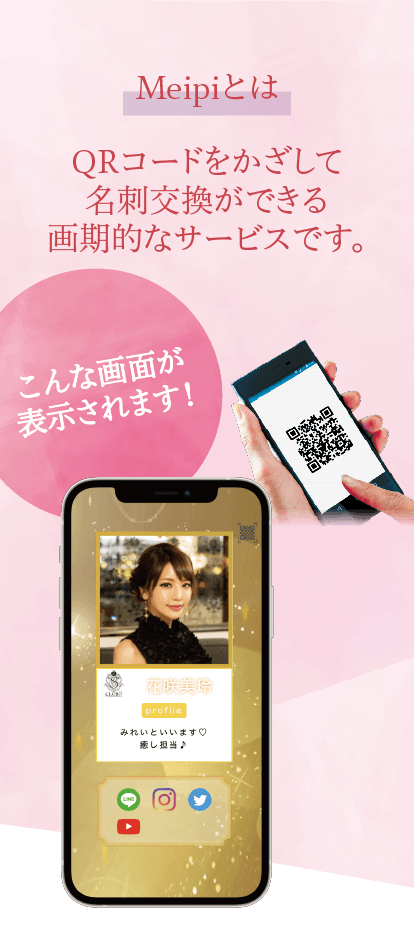 Meipiとは
QRコードをかざして
名刺交換ができる
画期的なサービスです。
こんな画面が
表示されます!
花咲美玲
profile
みれいといいます♡
癒し担当♪
LINE